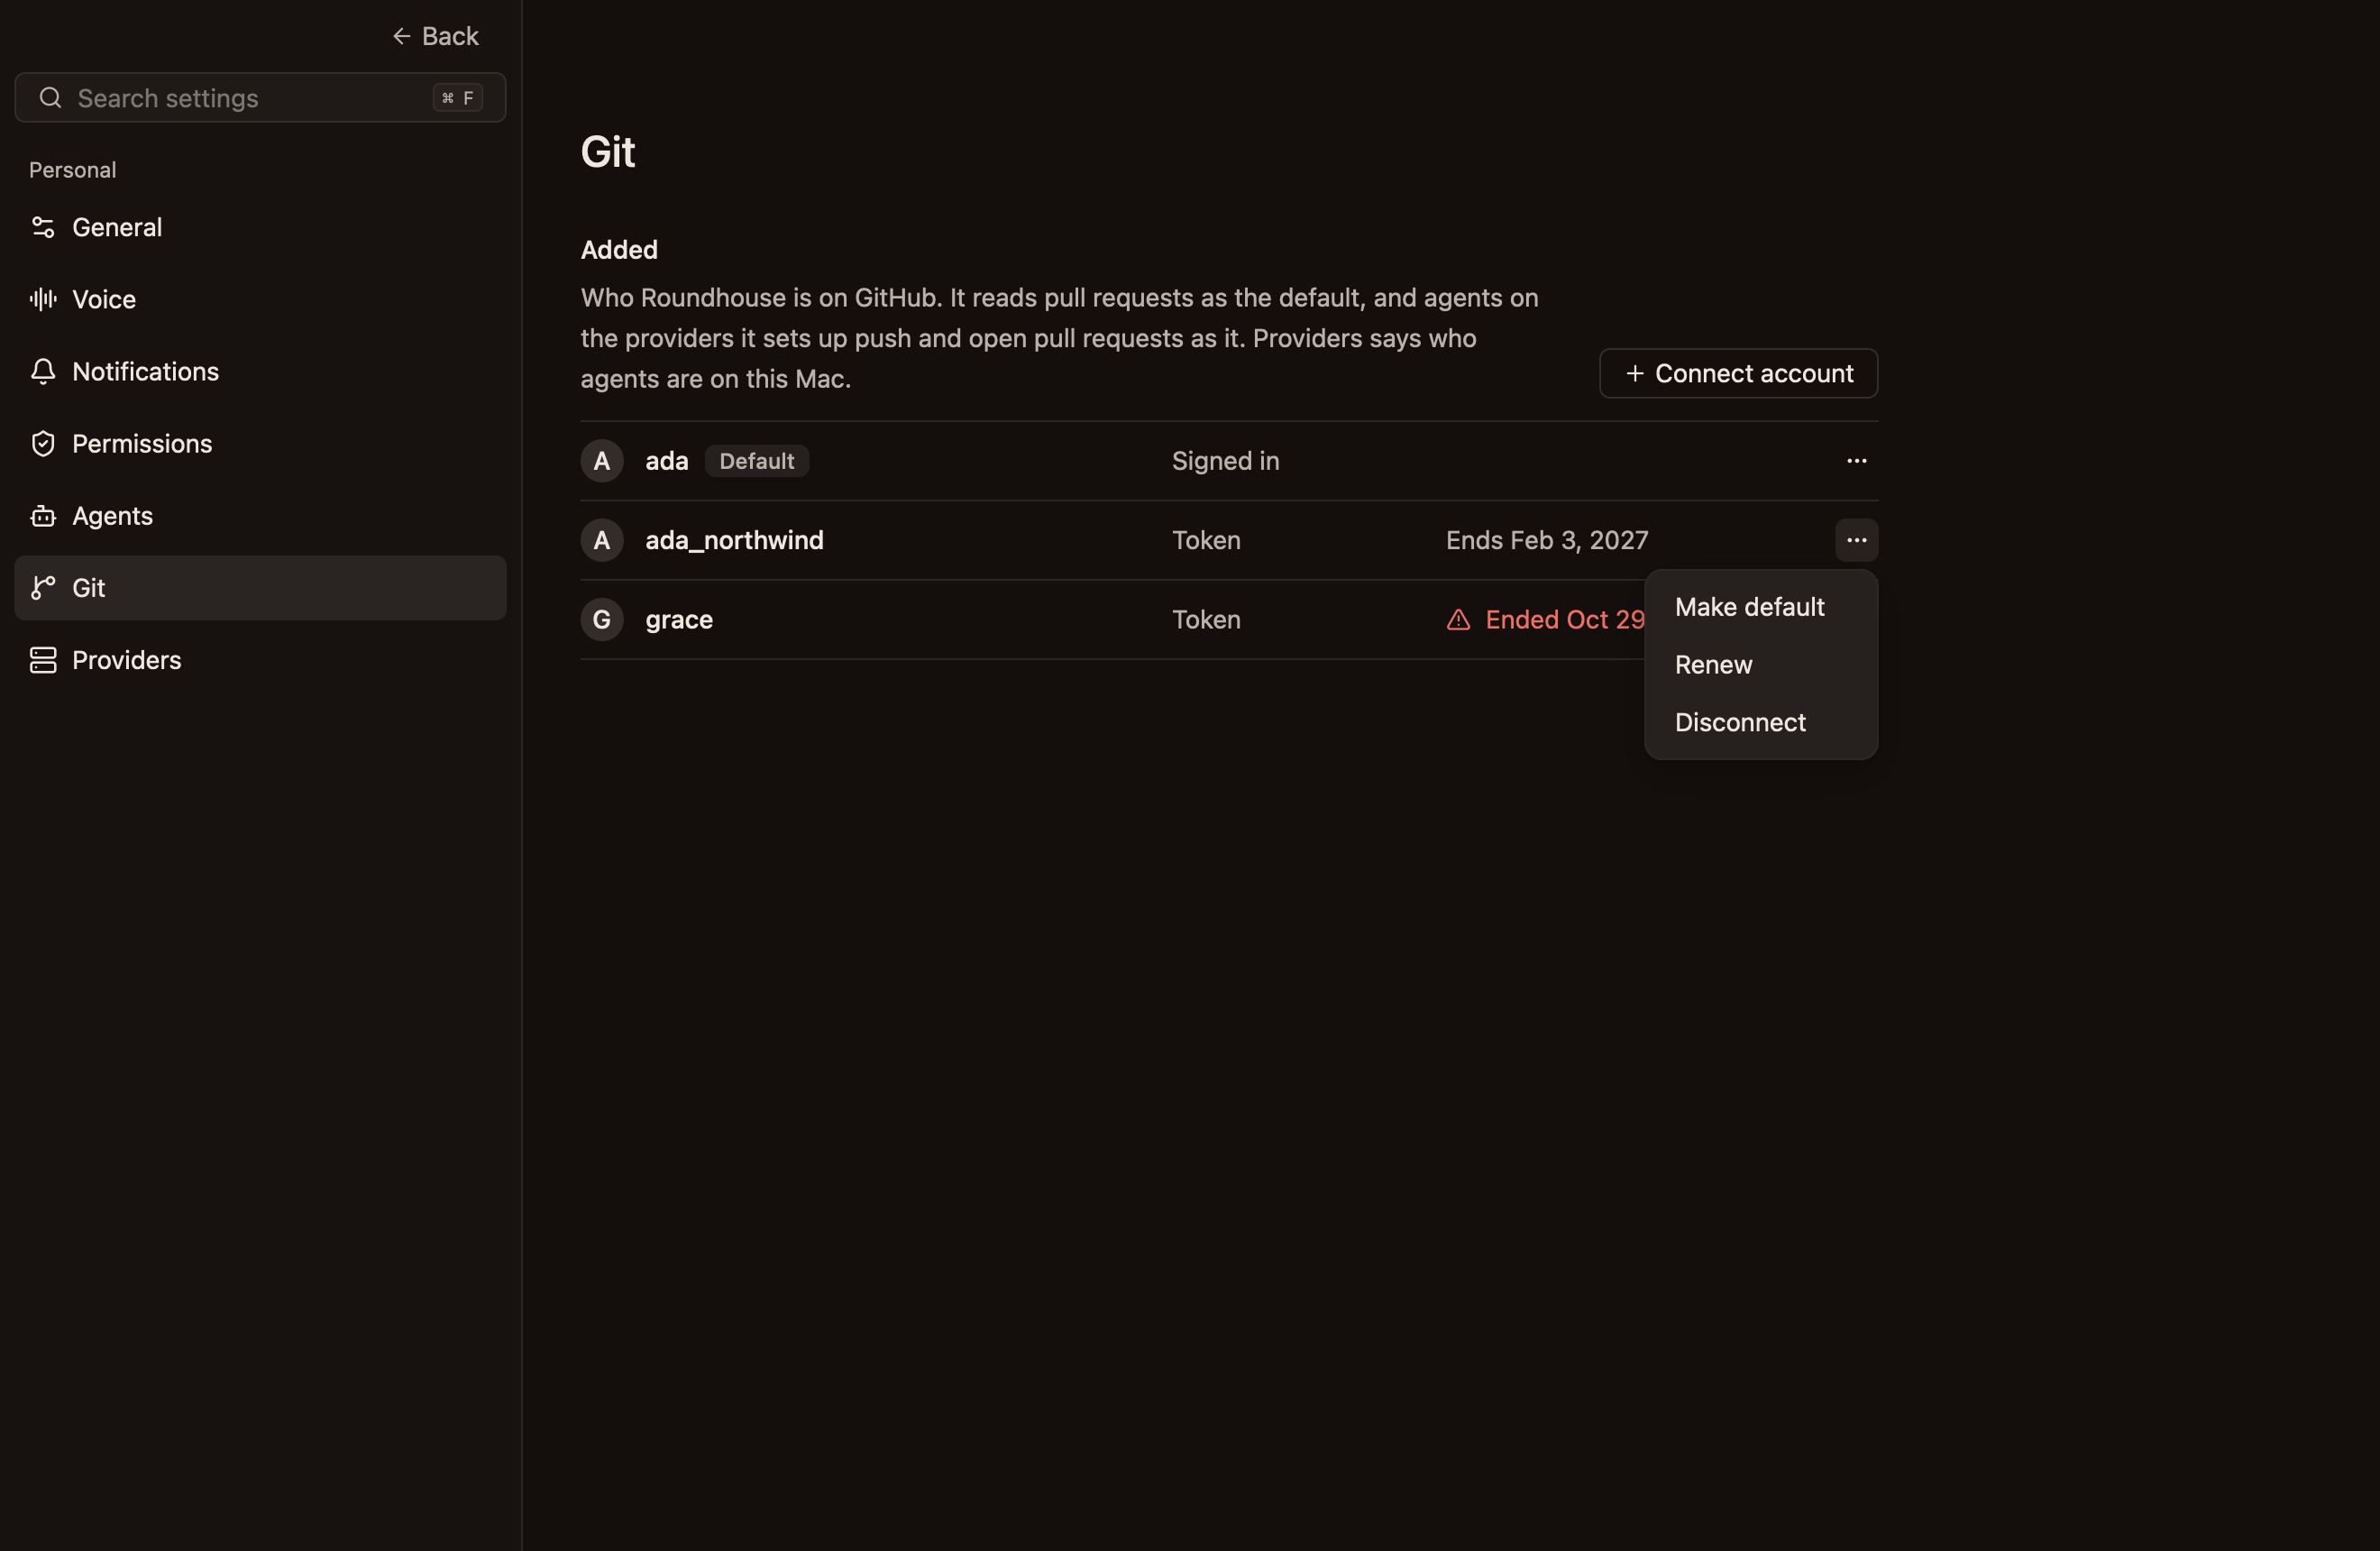 Back
Search settings
⌘ F
Personal
General
Voice
Notifications
Permissions
Agents
Git
Providers
Git
Added
Who Roundhouse is on GitHub. It reads pull requests as the default, and agents on
the providers it sets up push and open pull requests as it. Providers says who
agents are on this Mac.
+ Connect account
A ada Default Signed in
A ada_northwind Token Ends Feb 3, 2027
G grace Token Ended Oct 29
Make default
Renew
Disconnect